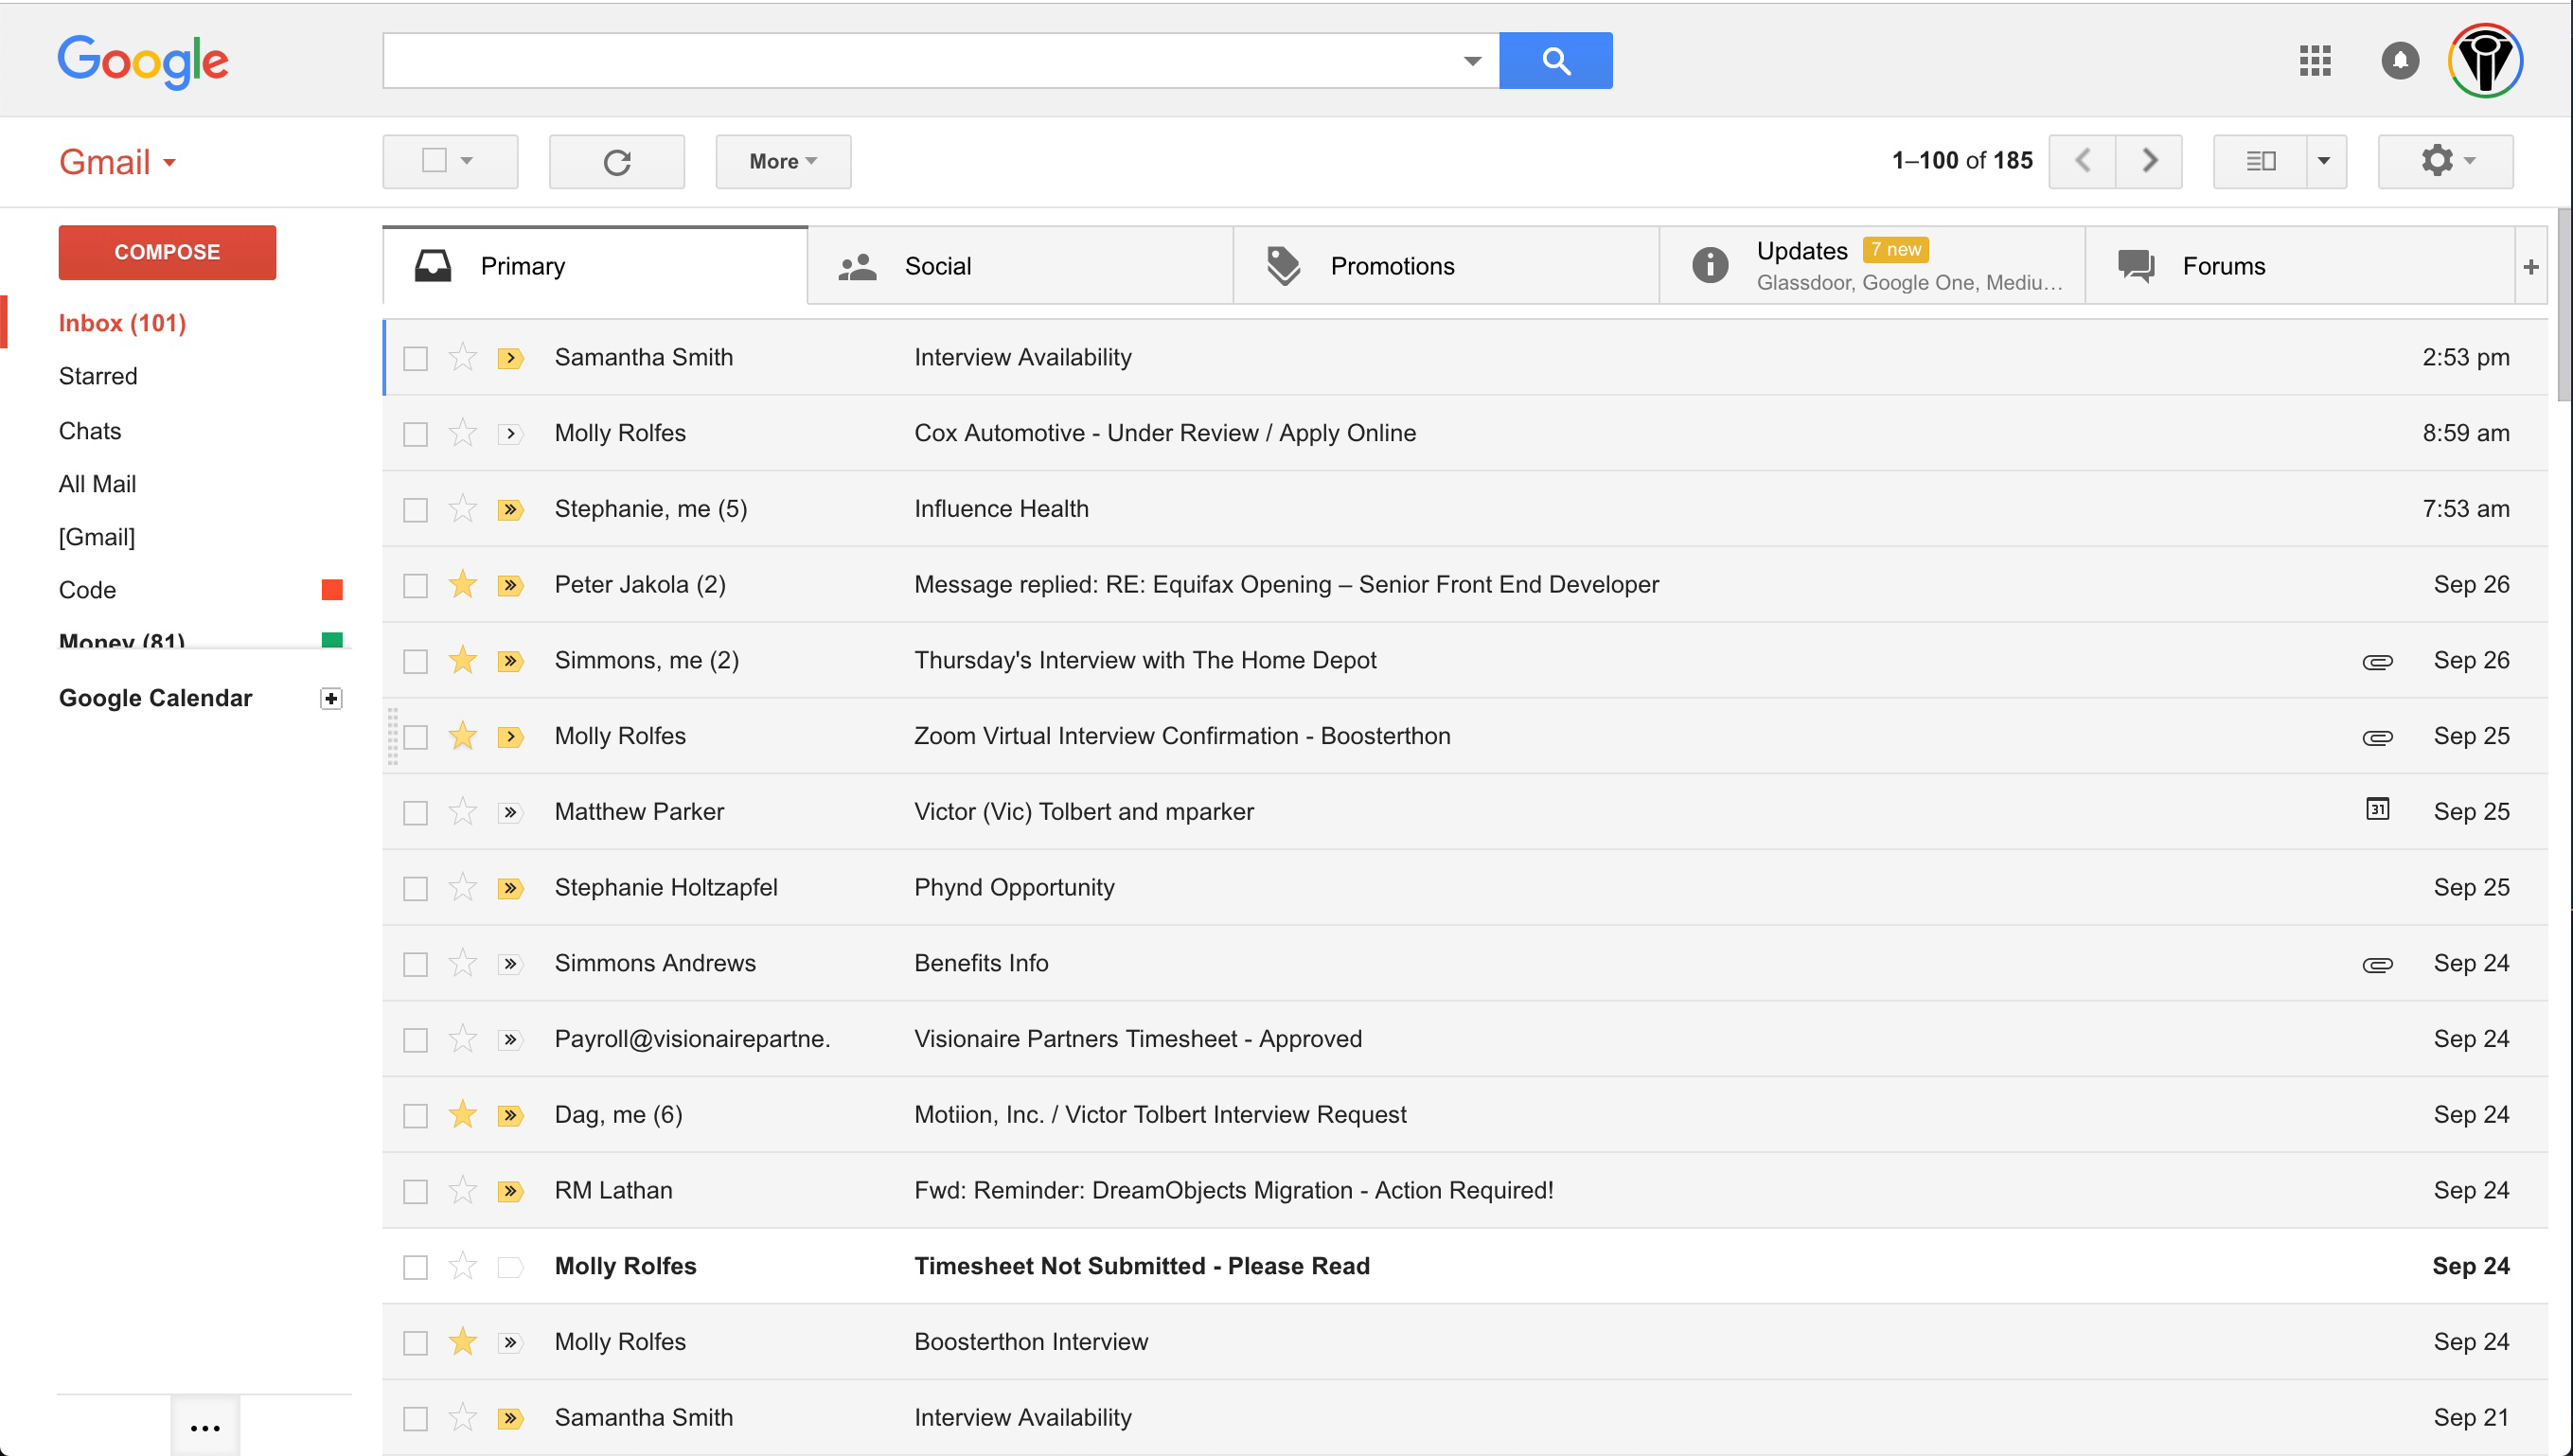 Google
Gmail
More
1–100 of 185
COMPOSE
Primary
Social
Promotions
Updates 7 new
Glassdoor, Google One, Mediu…
Forums
+
Inbox (101)
Starred
Chats
All Mail
[Gmail]
Code
Money (81)
Google Calendar
Samantha Smith Interview Availability 2:53 pm
Molly Rolfes Cox Automotive - Under Review / Apply Online 8:59 am
Stephanie, me (5) Influence Health 7:53 am
Peter Jakola (2) Message replied: RE: Equifax Opening – Senior Front End Developer Sep 26
Simmons, me (2) Thursday's Interview with The Home Depot Sep 26
Molly Rolfes Zoom Virtual Interview Confirmation - Boosterthon Sep 25
Matthew Parker Victor (Vic) Tolbert and mparker 31 Sep 25
Stephanie Holtzapfel Phynd Opportunity Sep 25
Simmons Andrews Benefits Info Sep 24
Payroll@visionairepartne. Visionaire Partners Timesheet - Approved Sep 24
Dag, me (6) Motiion, Inc. / Victor Tolbert Interview Request Sep 24
RM Lathan Fwd: Reminder: DreamObjects Migration - Action Required! Sep 24
Molly Rolfes Timesheet Not Submitted - Please Read Sep 24
Molly Rolfes Boosterthon Interview Sep 24
Samantha Smith Interview Availability Sep 21